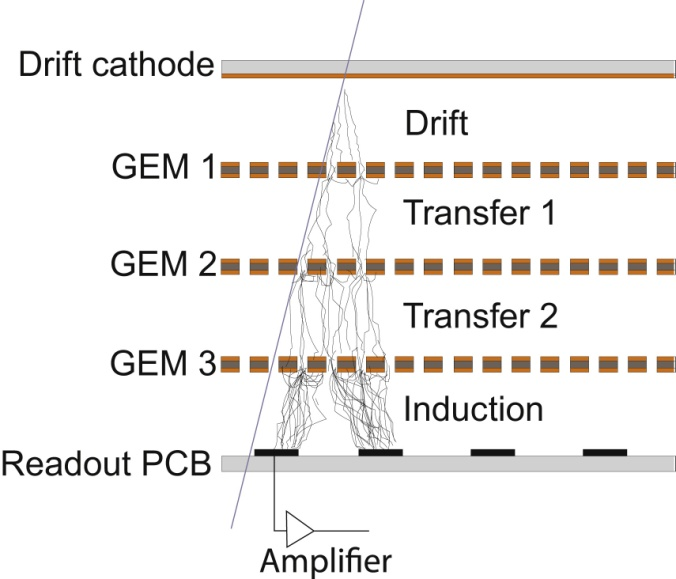 Drift cathode
Drift
GEM 1
Transfer 1
GEM 2
Transfer 2
GEM 3
Induction
Readout PCB
Amplifier